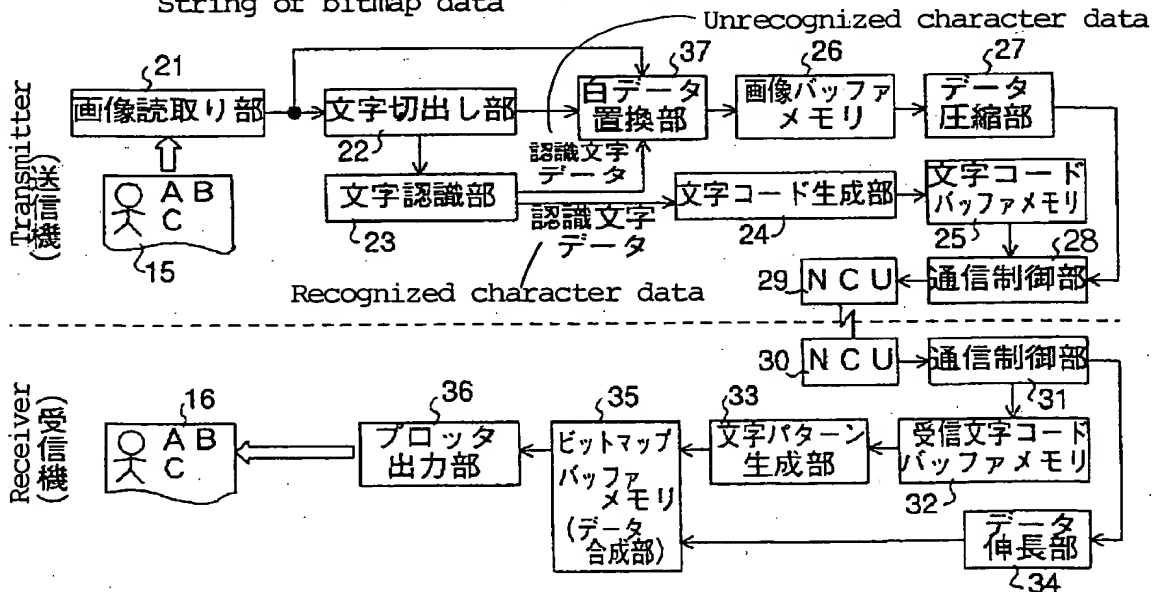 String of bitmap data
Unrecognized character data
Transmitter
(送信機)
21
画像読取り部
文字切出し部
22
37
白データ
置換部
26
画像バッファ
メモリ
27
データ
圧縮部
認識文字
データ
A B
C
15
文字認識部
23
認識文字
データ
文字コード生成部
24
文字コード
バッファメモリ
25
28
通信制御部
29
NCU
Recognized character data
Receiver
(受信機)
30
NCU
通信制御部
31
16
A B
C
36
プロッタ
出力部
35
ビットマップ
バッファ
メモリ
(データ
合成部)
33
文字パターン
生成部
受信文字コード
バッファメモリ
32
データ
伸長部
34